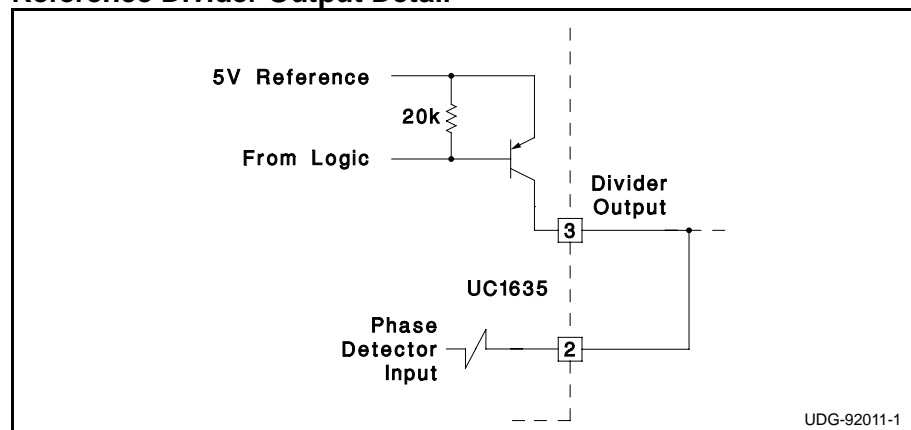 Reference Divider Output Detail
5V Reference
20k
From Logic
Divider
Output
3
UC1635
Phase
Detector
Input
2
UDG-92011-1